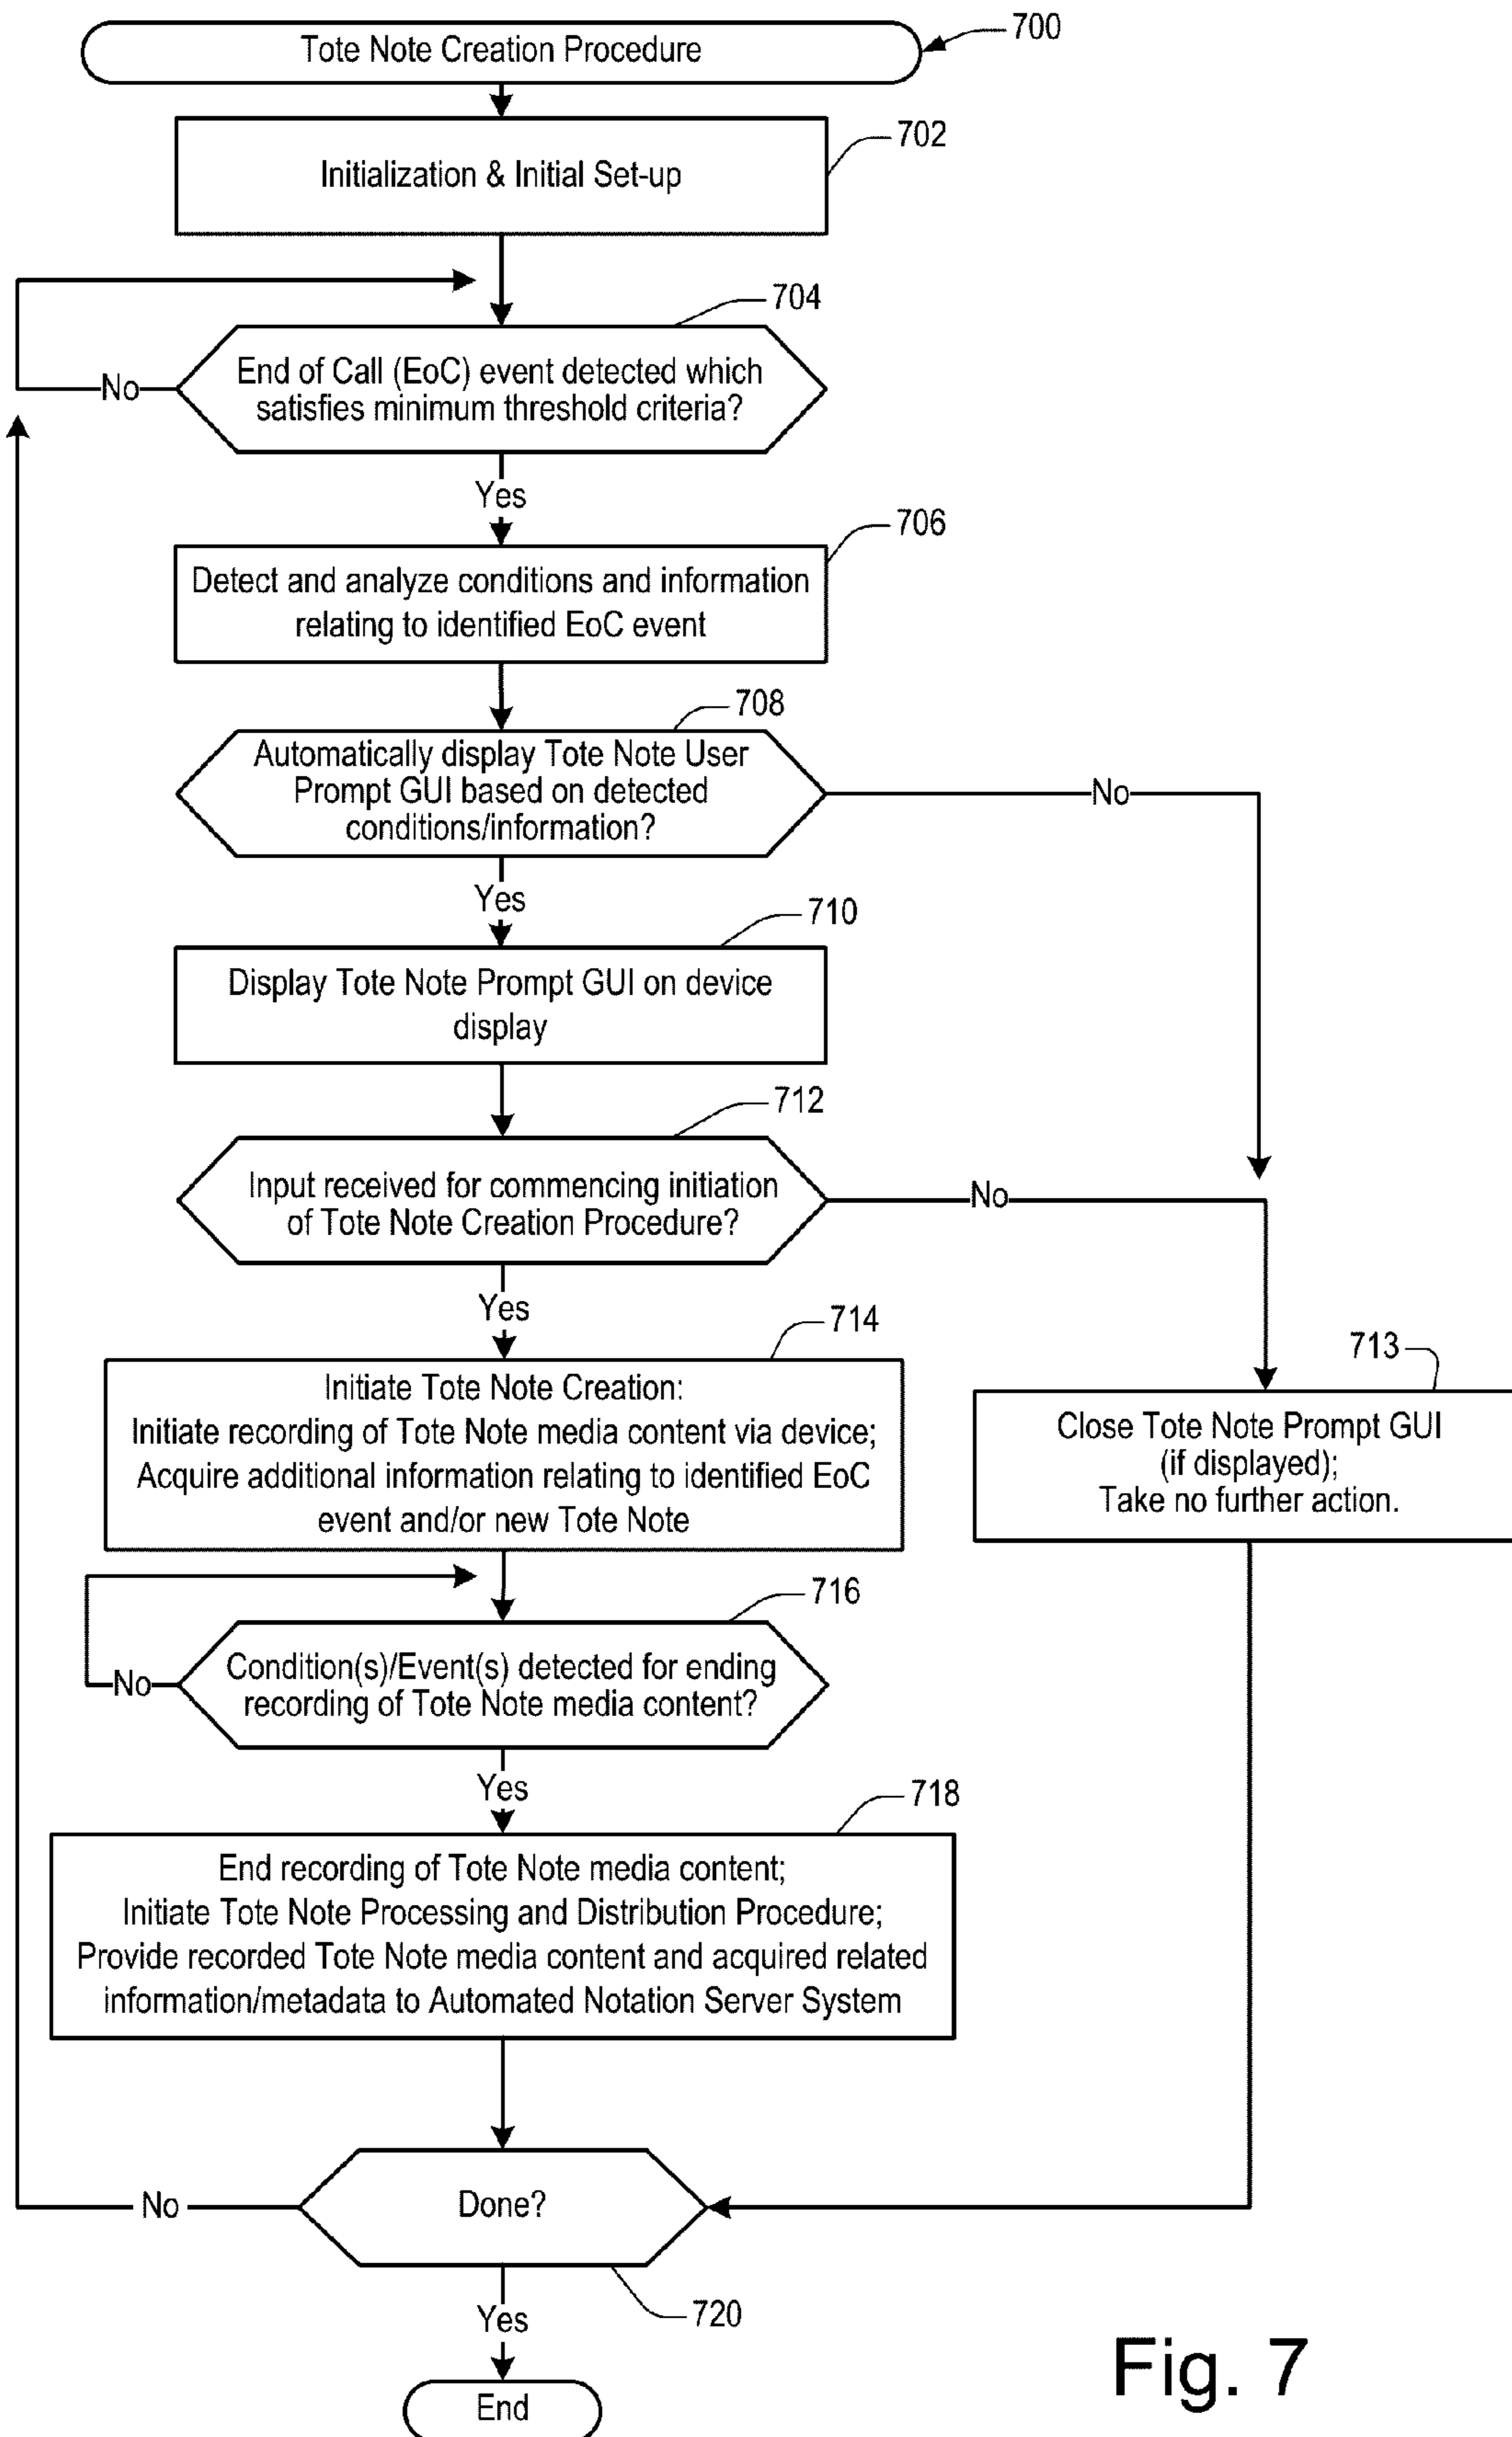 Tote Note Creation Procedure
700
Initialization & Initial Set-up
702
704
End of Call (EoC) event detected which
satisfies minimum threshold criteria?
No
Yes
706
Detect and analyze conditions and information
relating to identified EoC event
708
Automatically display Tote Note User
Prompt GUI based on detected
conditions/information?
No
Yes
710
Display Tote Note Prompt GUI on device
display
712
Input received for commencing initiation
of Tote Note Creation Procedure?
No
Yes
714
Initiate Tote Note Creation:
Initiate recording of Tote Note media content via device;
Acquire additional information relating to identified EoC
event and/or new Tote Note
713
Close Tote Note Prompt GUI
(if displayed);
Take no further action.
716
Condition(s)/Event(s) detected for ending
recording of Tote Note media content?
No
Yes
718
End recording of Tote Note media content;
Initiate Tote Note Processing and Distribution Procedure;
Provide recorded Tote Note media content and acquired related
information/metadata to Automated Notation Server System
Done?
No
720
Yes
End
Fig. 7